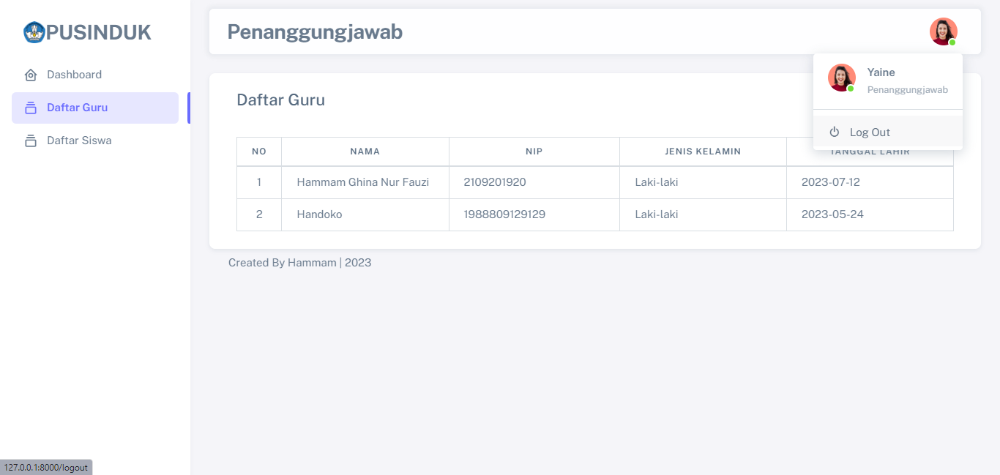 PUSINDUK
Dashboard
Daftar Guru
Daftar Siswa
Penanggungjawab
Yaine
Penanggungjawab
Log Out
Daftar Guru
NO NAMA NIP JENIS KELAMIN TANGGAL LAHIR
1 Hammam Ghina Nur Fauzi 2109201920 Laki-laki 2023-07-12
2 Handoko 1988809129129 Laki-laki 2023-05-24
Created By Hammam | 2023
127.0.0.1:8000/logout